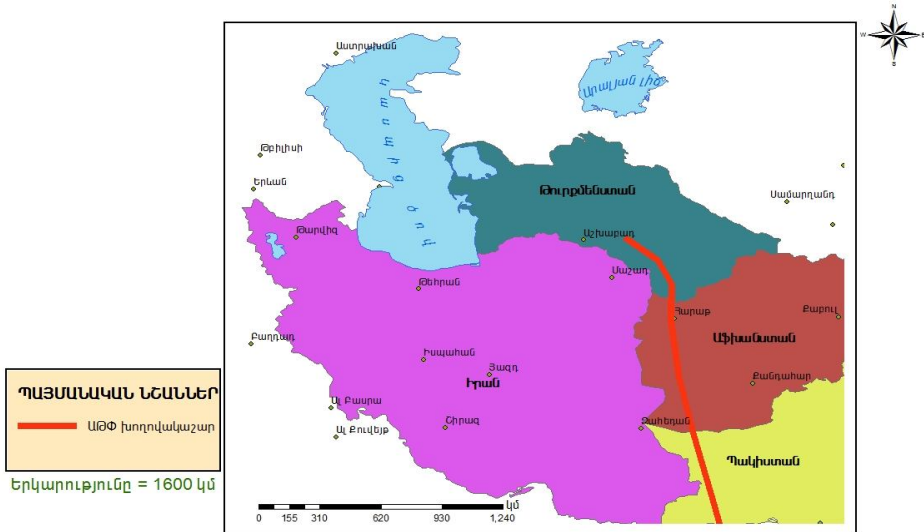 N
W
E
S
Աստրախան
Արալյան լիճ
Կասպից ծով
Թբիլիսի
Երևան
Թուրքմենստան
Սամարղանդ
Թարվիզ
Աշխաբադ
Մաշադ
Թեհրան
Հարաթ
Քաբուլ
Աֆխանստան
Բաղդադ
Իսպահան
Յազդ
Իրան
Քանդահար
Ալ Բասրա
Շիրազ
Զահեդան
Ալ Քուվեյթ
Պակիստան
ՊԱՅՄԱՆԱԿԱՆ ՆՇԱՆՆԵՐ
ԱԹՓ խողովակաշար
Երկարությունը = 1600 կմ
կմ
0 155 310 620 930 1,240